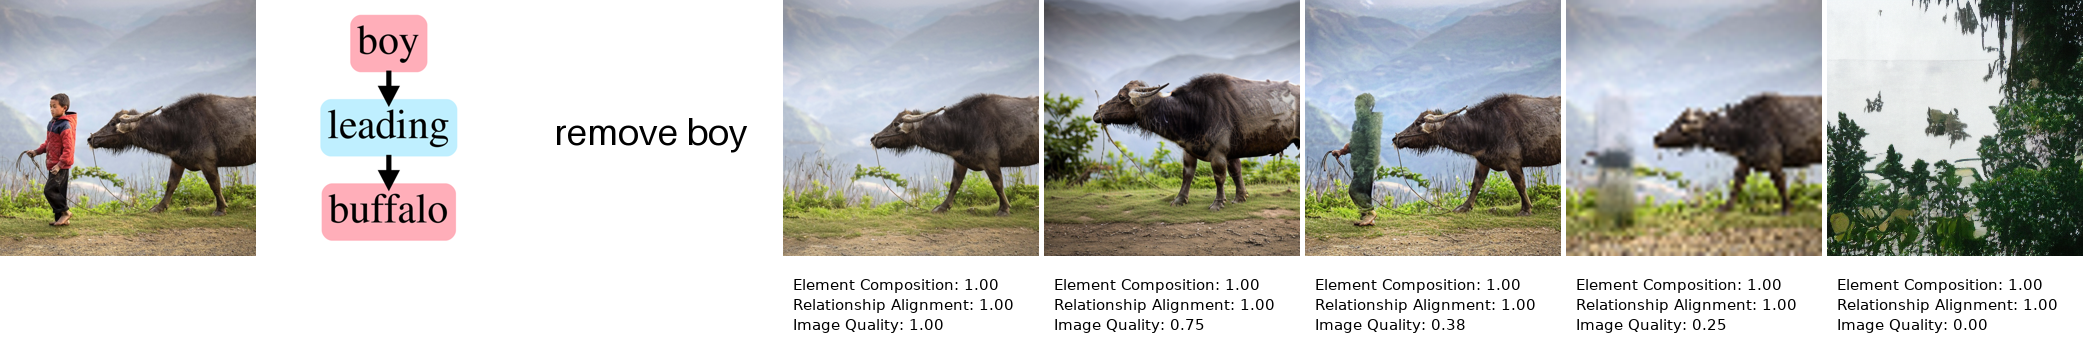 boy
leading
buffalo
remove boy
Element Composition: 1.00
Relationship Alignment: 1.00
Image Quality: 1.00
Element Composition: 1.00
Relationship Alignment: 1.00
Image Quality: 0.75
Element Composition: 1.00
Relationship Alignment: 1.00
Image Quality: 0.38
Element Composition: 1.00
Relationship Alignment: 1.00
Image Quality: 0.25
Element Composition: 1.00
Relationship Alignment: 1.00
Image Quality: 0.00